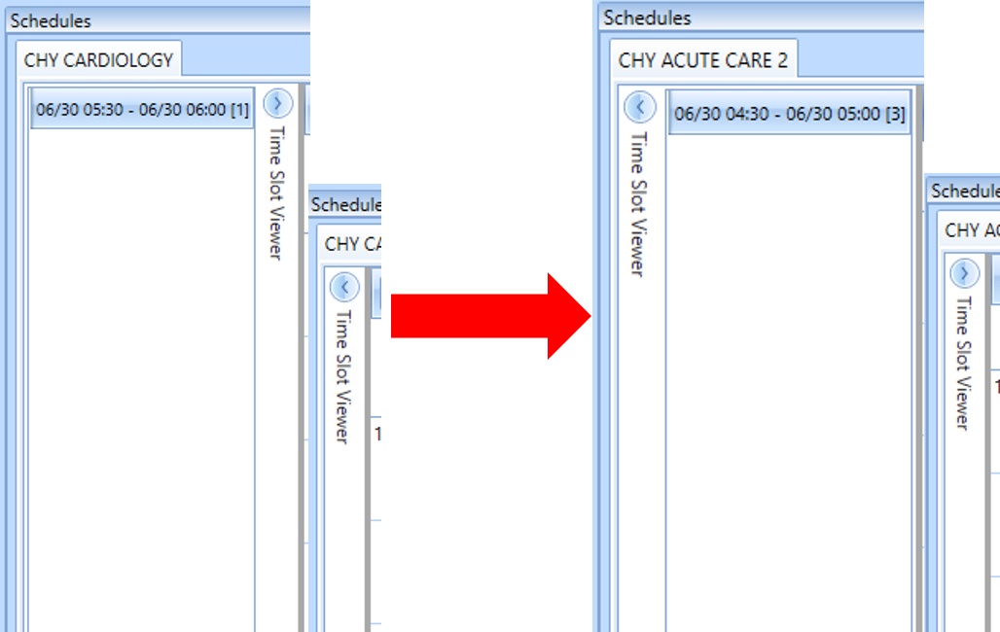 Schedules
CHY CARDIOLOGY
06/30 05:30 - 06/30 06:00 [1]
Time Slot Viewer
Schedule
CHY CA
Time Slot Viewer
1
Schedules
CHY ACUTE CARE 2
Time Slot Viewer
06/30 04:30 - 06/30 05:00 [3]
Schedule
CHY AC
Time Slot Viewer
1